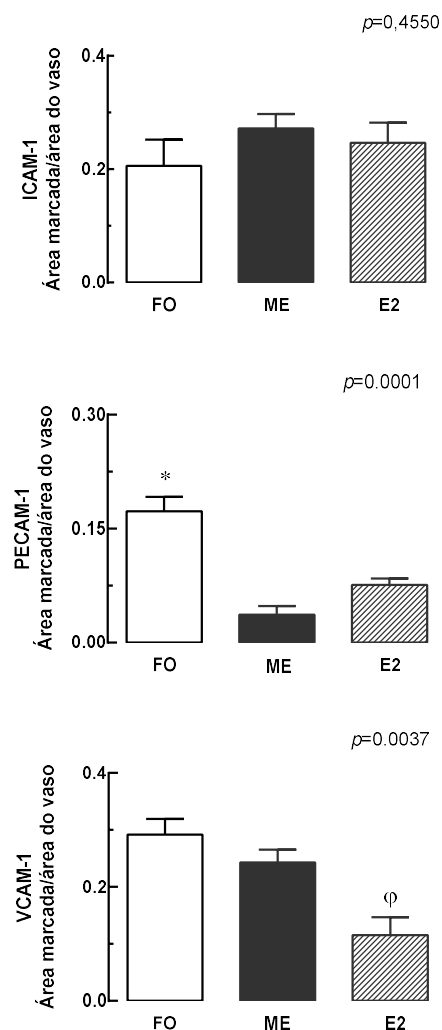 p=0,4550
ICAM-1
Área marcada/área do vaso
0.4
0.2
0.0
FO ME E2
p=0.0001
PECAM-1
Área marcada/área do vaso
0.30
0.15
0.00
*
FO ME E2
p=0.0037
VCAM-1
Área marcada/área do vaso
0.4
0.2
0.0
φ
FO ME E2